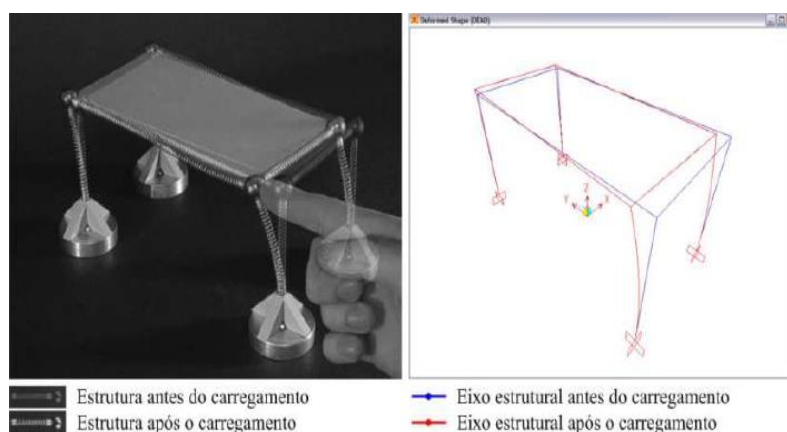 Deformed Shape (DEAD)
Z
Y
X
Estrutura antes do carregamento
Estrutura após o carregamento
Eixo estrutural antes do carregamento
Eixo estrutural após o carregamento